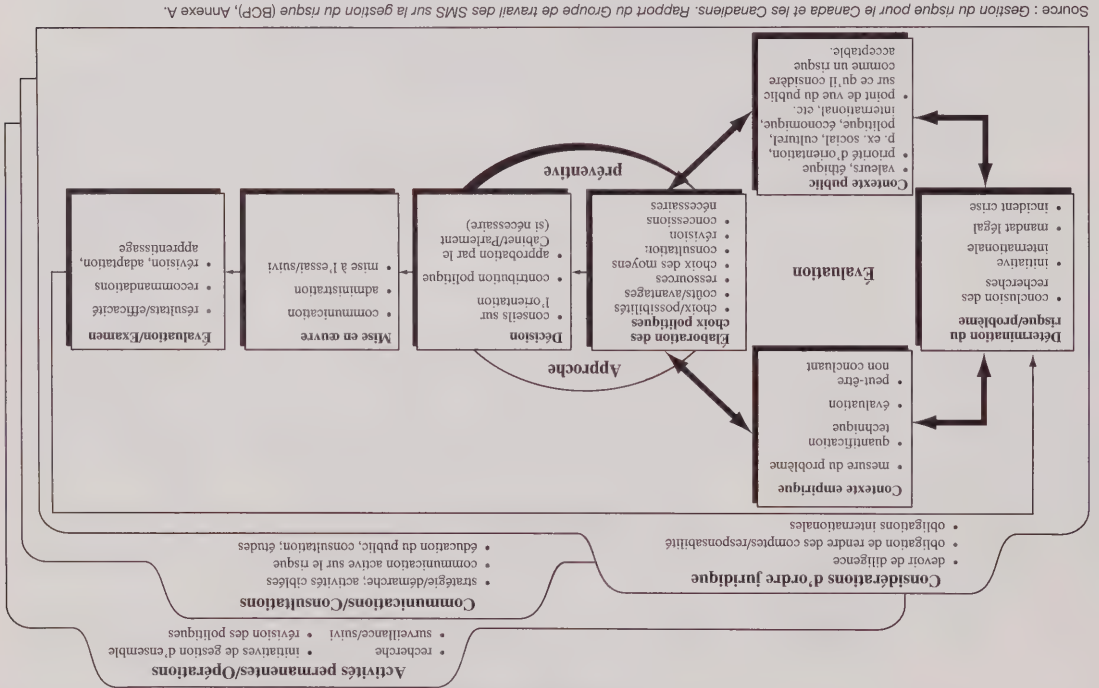 Activités permanentes/Opérations
• recherche • initiatives de gestion d'ensemble
• surveillance/suivi • révision des politiques
Communications/Consultations
• stratégie/démarche; activités ciblées
• communication active sur le risque
• éducation du public, consultation; études
Considérations d'ordre juridique
• devoir de diligence
• obligation de rendre des comptes/responsabilité
• obligations internationales
Détermination du
risque/problème
• conclusion des
recherches
• initiative
internationale
• mandat légal
• incident crise
Contexte empirique
• mesure du problème
• quantification
technique
• évaluation
• peut-être
non concluant
Évaluation
Contexte public
• valeurs, éthique
• priorité d'orientation,
p. ex. social, culturel,
politique, économique,
international, etc.
• point de vue du public
sur ce qu'il considère
comme un risque
acceptable.
Approche
Élaboration des
choix politiques
• choix/possibilités
• coûts/avantages
• ressources
• choix des moyens
• consultation:
• révision
• concessions
nécessaires
Décision
• conseils sur
l'orientation
• contribution politique
• approbation par le
Cabinet/Parlement
(si nécessaire)
préventive
Mise en œuvre
• communication
• administration
• mise à l'essai/suivi
Évaluation/Examen
• résultats/efficacité
• recommandations
• révision, adaptation,
apprentissage
Source : Gestion du risque pour le Canada et les Canadiens. Rapport du Groupe de travail des SMS sur la gestion du risque (BCP), Annexe A.